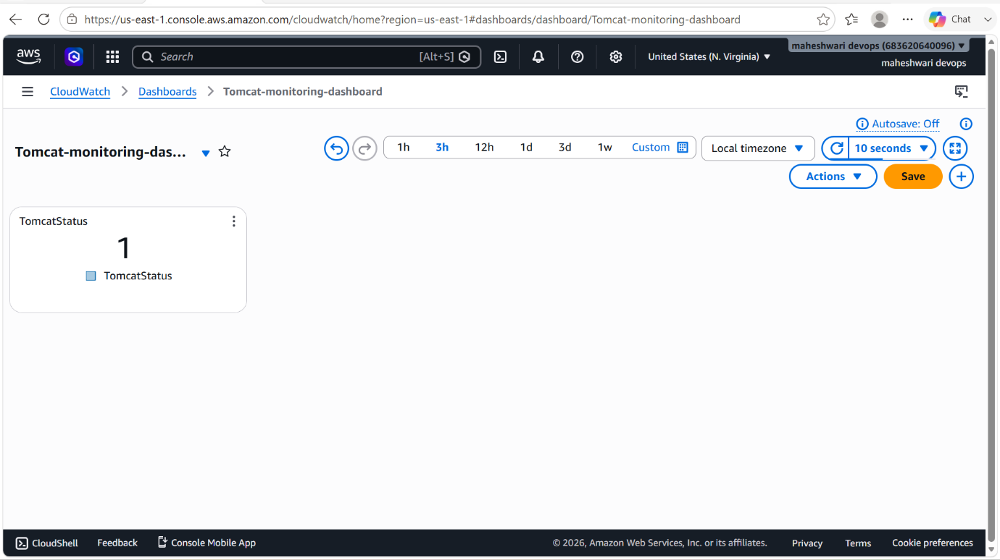 https://us-east-1.console.aws.amazon.com/cloudwatch/home?region=us-east-1#dashboards/dashboard/Tomcat-monitoring-dashboard
Chat
aws
Search [Alt+S]
United States (N. Virginia)
maheshwari devops (683620640096)
maheshwari devops
CloudWatch
Dashboards
Tomcat-monitoring-dashboard
Autosave: Off
Tomcat-monitoring-das...
1h 3h 12h 1d 3d 1w Custom
Local timezone
10 seconds
Actions
Save
TomcatStatus
1
TomcatStatus
CloudShell Feedback Console Mobile App © 2026, Amazon Web Services, Inc. or its affiliates. Privacy Terms Cookie preferences